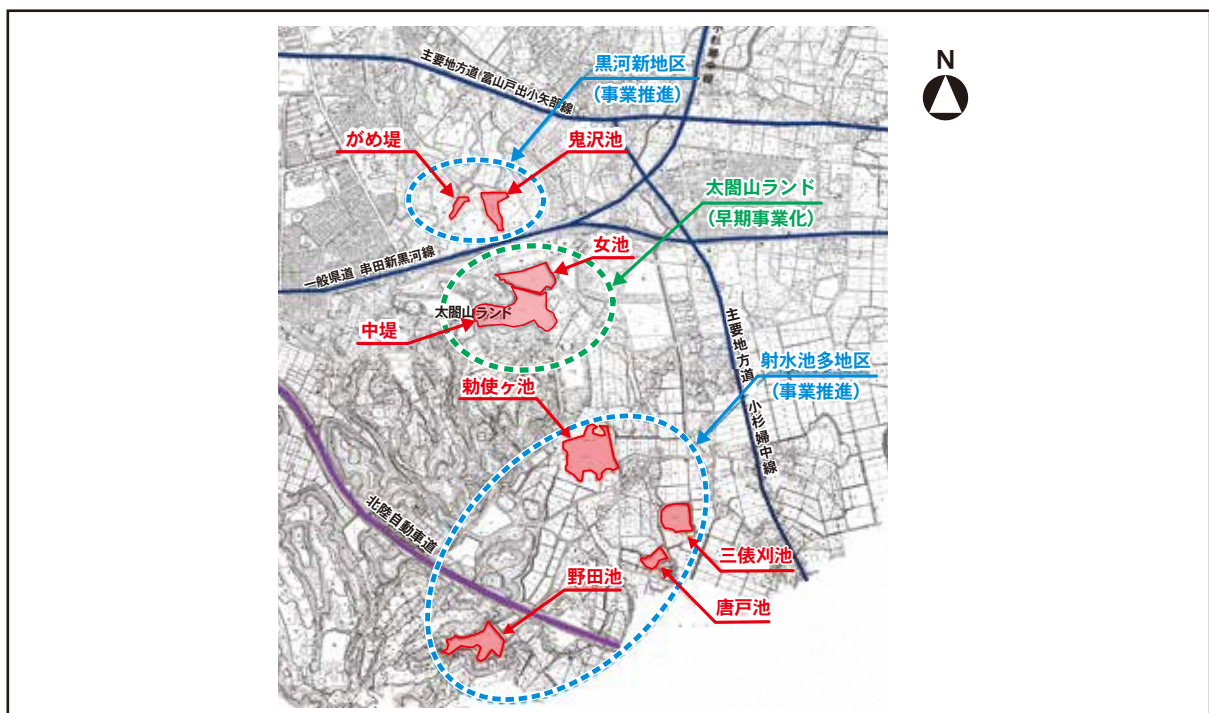 N
主要地方道 富山戸出小矢部線
黒河新地区
(事業推進)
がめ堤
鬼沢池
太閤山ランド
(早期事業化)
女池
一般県道 串田新黒河線
太閤山ランド
中堤
主要地方道 小杉婦中線
射水池多地区
(事業推進)
勅使ヶ池
北陸自動車道
三俵刈池
野田池
唐戸池